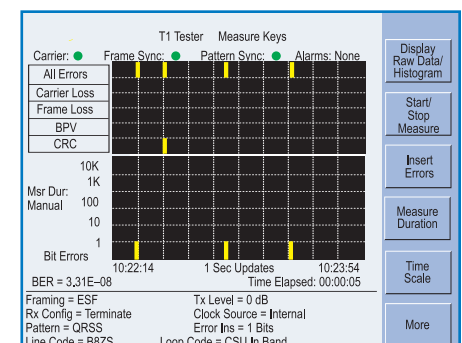 T1 Tester Measure Keys
Carrier: Frame Sync: Pattern Sync: Alarms: None
All Errors
Carrier Loss
Frame Loss
BPV
CRC
10K
1K
Msr Dur:
Manual 100
10
1
Bit Errors
10:22:14 1 Sec Updates 10:23:54
BER = 3.31E–08 Time Elapsed: 00:00:05
Framing = ESF Tx Level = 0 dB
Rx Config = Terminate Clock Source = Internal
Pattern = QRSS Error Ins = 1 Bits
Line Code = B8ZS Loop Code = CSU In Band
Display
Raw Data/
Histogram
Start/
Stop
Measure
Insert
Errors
Measure
Duration
Time
Scale
More